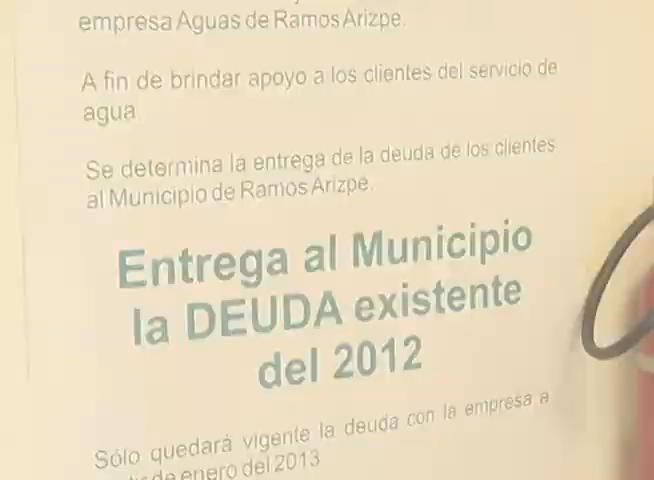 empresa Aguas de Ramos Arizpe.
A fin de brindar apoyo a los clientes del servicio de
agua
Se determina la entrega de la deuda de los clientes
al Municipio de Ramos Arizpe.
Entrega al Municipio
la DEUDA existente
del 2012
Sólo quedará vigente la deuda con la empresa a
de enero del 2013